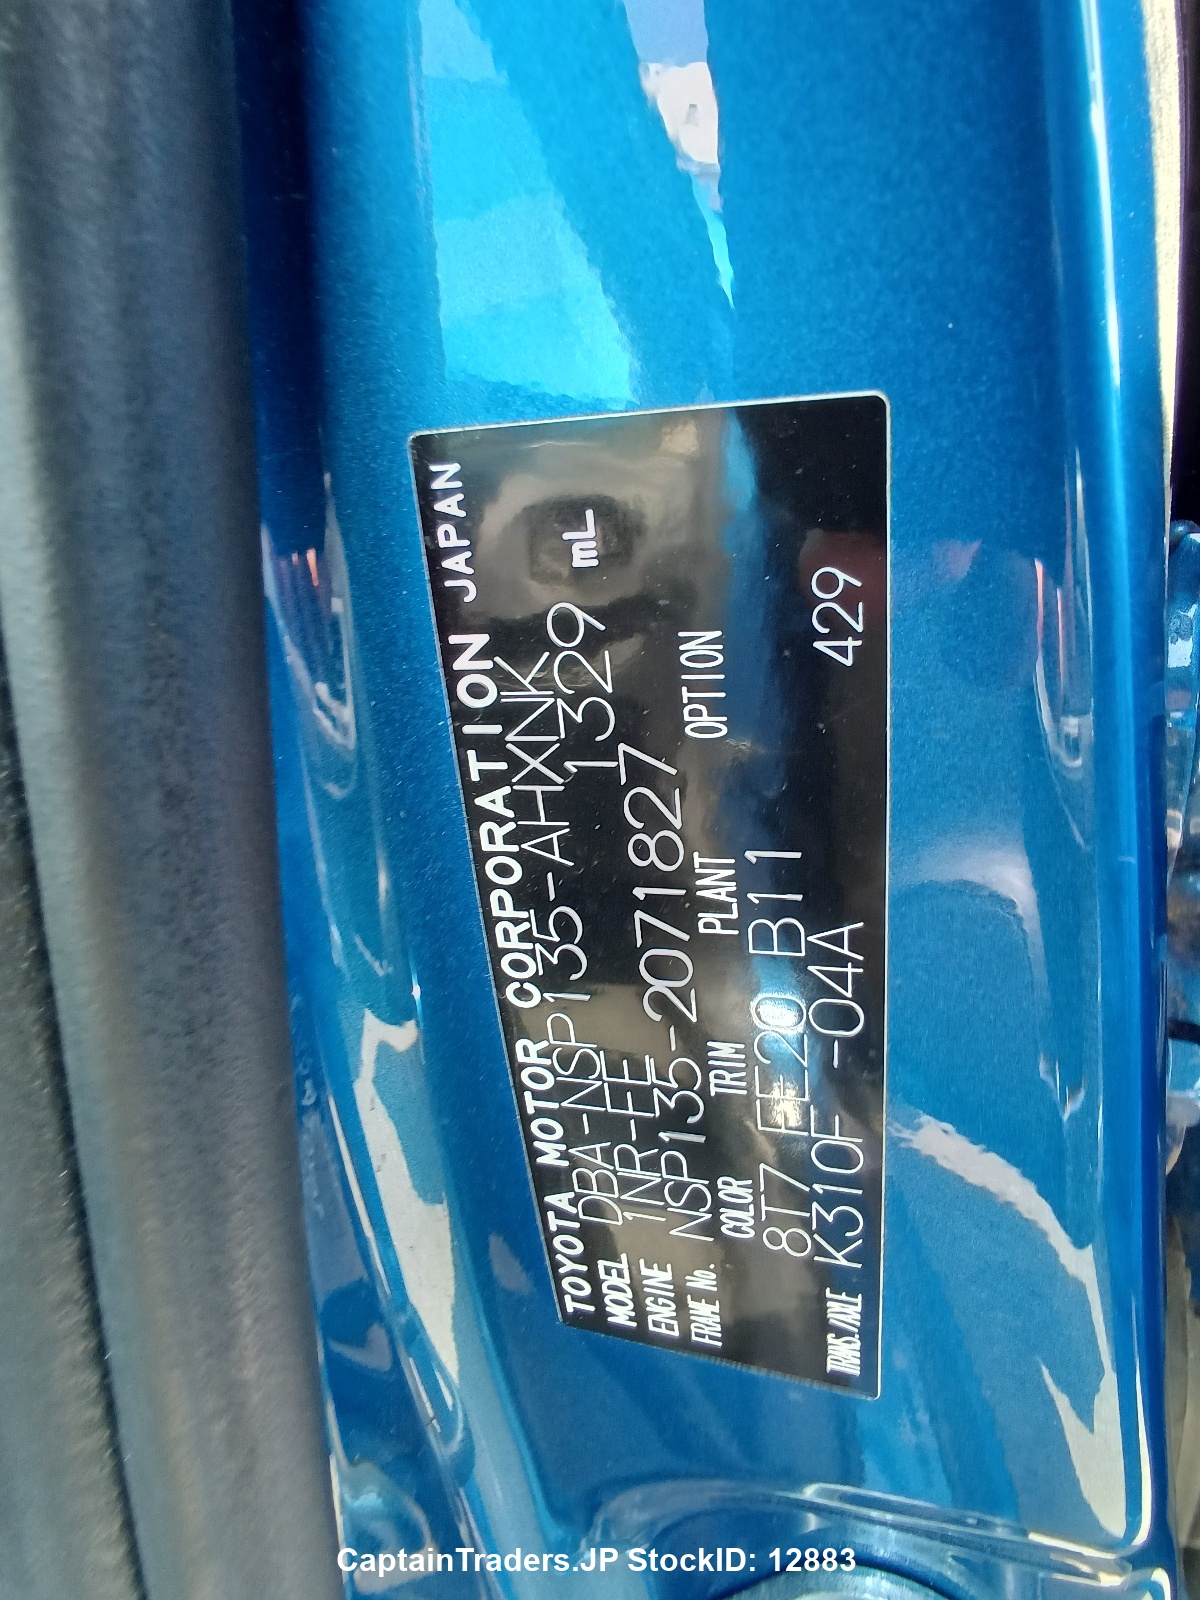 TOYOTA MOTOR CORPORATION JAPAN
MODEL DBA-NSP135-AHXNK
ENGINE 1NR-FE 1329 mL
FRAME No. NSP135-2071827
COLOR TRIM PLANT OPTION
8T7 FE20 B11
TRANS./AXLE K310F -04A 429
CaptainTraders.JP StockID: 12883